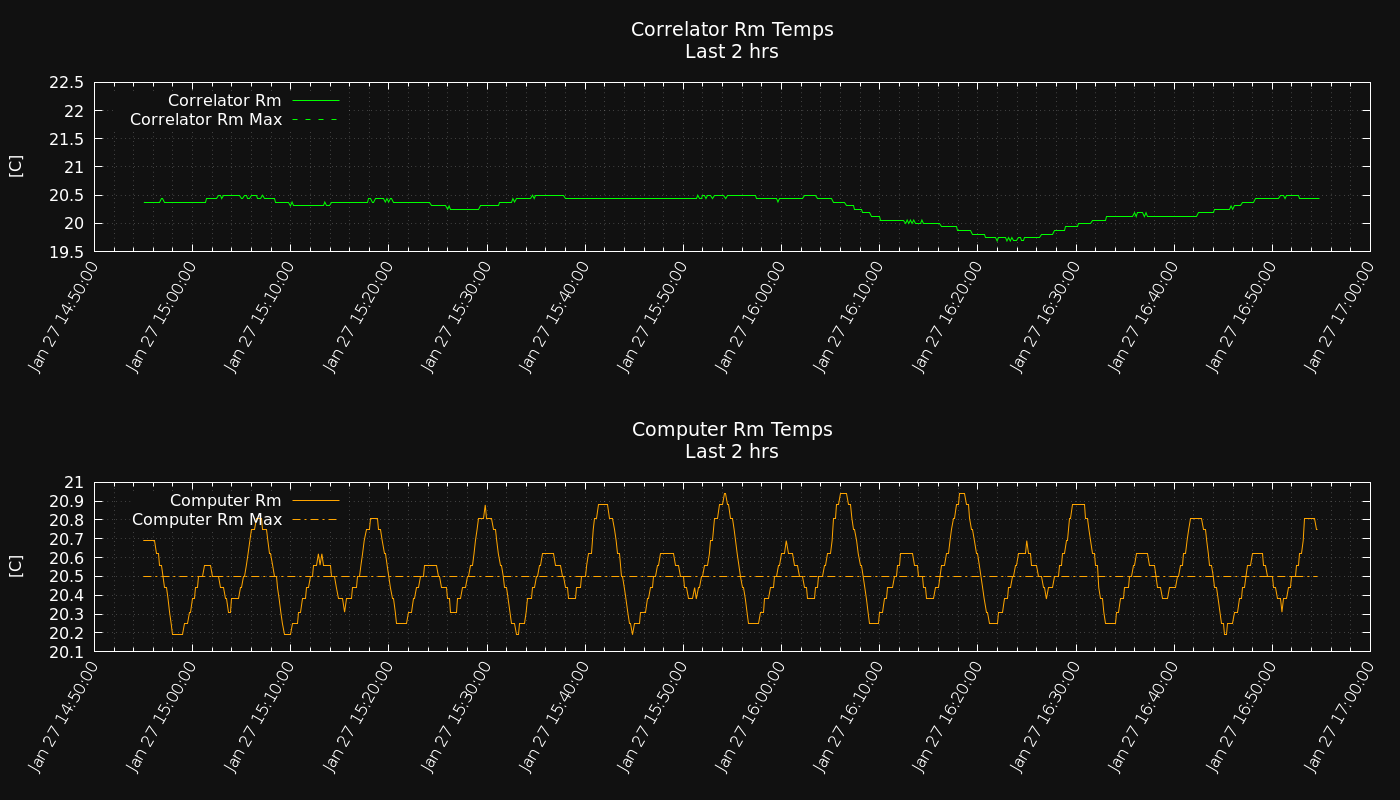 Correlator Rm Temps
Last 2 hrs
22.5
22
21.5
21
20.5
20
19.5
[C]
Correlator Rm
Correlator Rm Max
Jan 27 14:50:00
Jan 27 15:00:00
Jan 27 15:10:00
Jan 27 15:20:00
Jan 27 15:30:00
Jan 27 15:40:00
Jan 27 15:50:00
Jan 27 16:00:00
Jan 27 16:10:00
Jan 27 16:20:00
Jan 27 16:30:00
Jan 27 16:40:00
Jan 27 16:50:00
Jan 27 17:00:00
Computer Rm Temps
Last 2 hrs
21
20.9
20.8
20.7
20.6
20.5
20.4
20.3
20.2
20.1
[C]
Computer Rm
Computer Rm Max
Jan 27 14:50:00
Jan 27 15:00:00
Jan 27 15:10:00
Jan 27 15:20:00
Jan 27 15:30:00
Jan 27 15:40:00
Jan 27 15:50:00
Jan 27 16:00:00
Jan 27 16:10:00
Jan 27 16:20:00
Jan 27 16:30:00
Jan 27 16:40:00
Jan 27 16:50:00
Jan 27 17:00:00